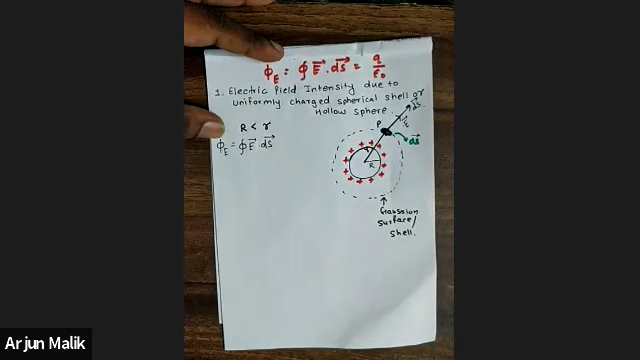 ϕE = ∮ E⃗ . ds⃗ = q/ε₀
1. Electric Field Intensity due to
uniformly charged spherical shell or
Hollow sphere
R < r
ϕE = ∮ E⃗ . ds⃗
P
E⃗
ds⃗
ds⃗
r
R
Gaussian
surface/
shell.
Arjun Malik